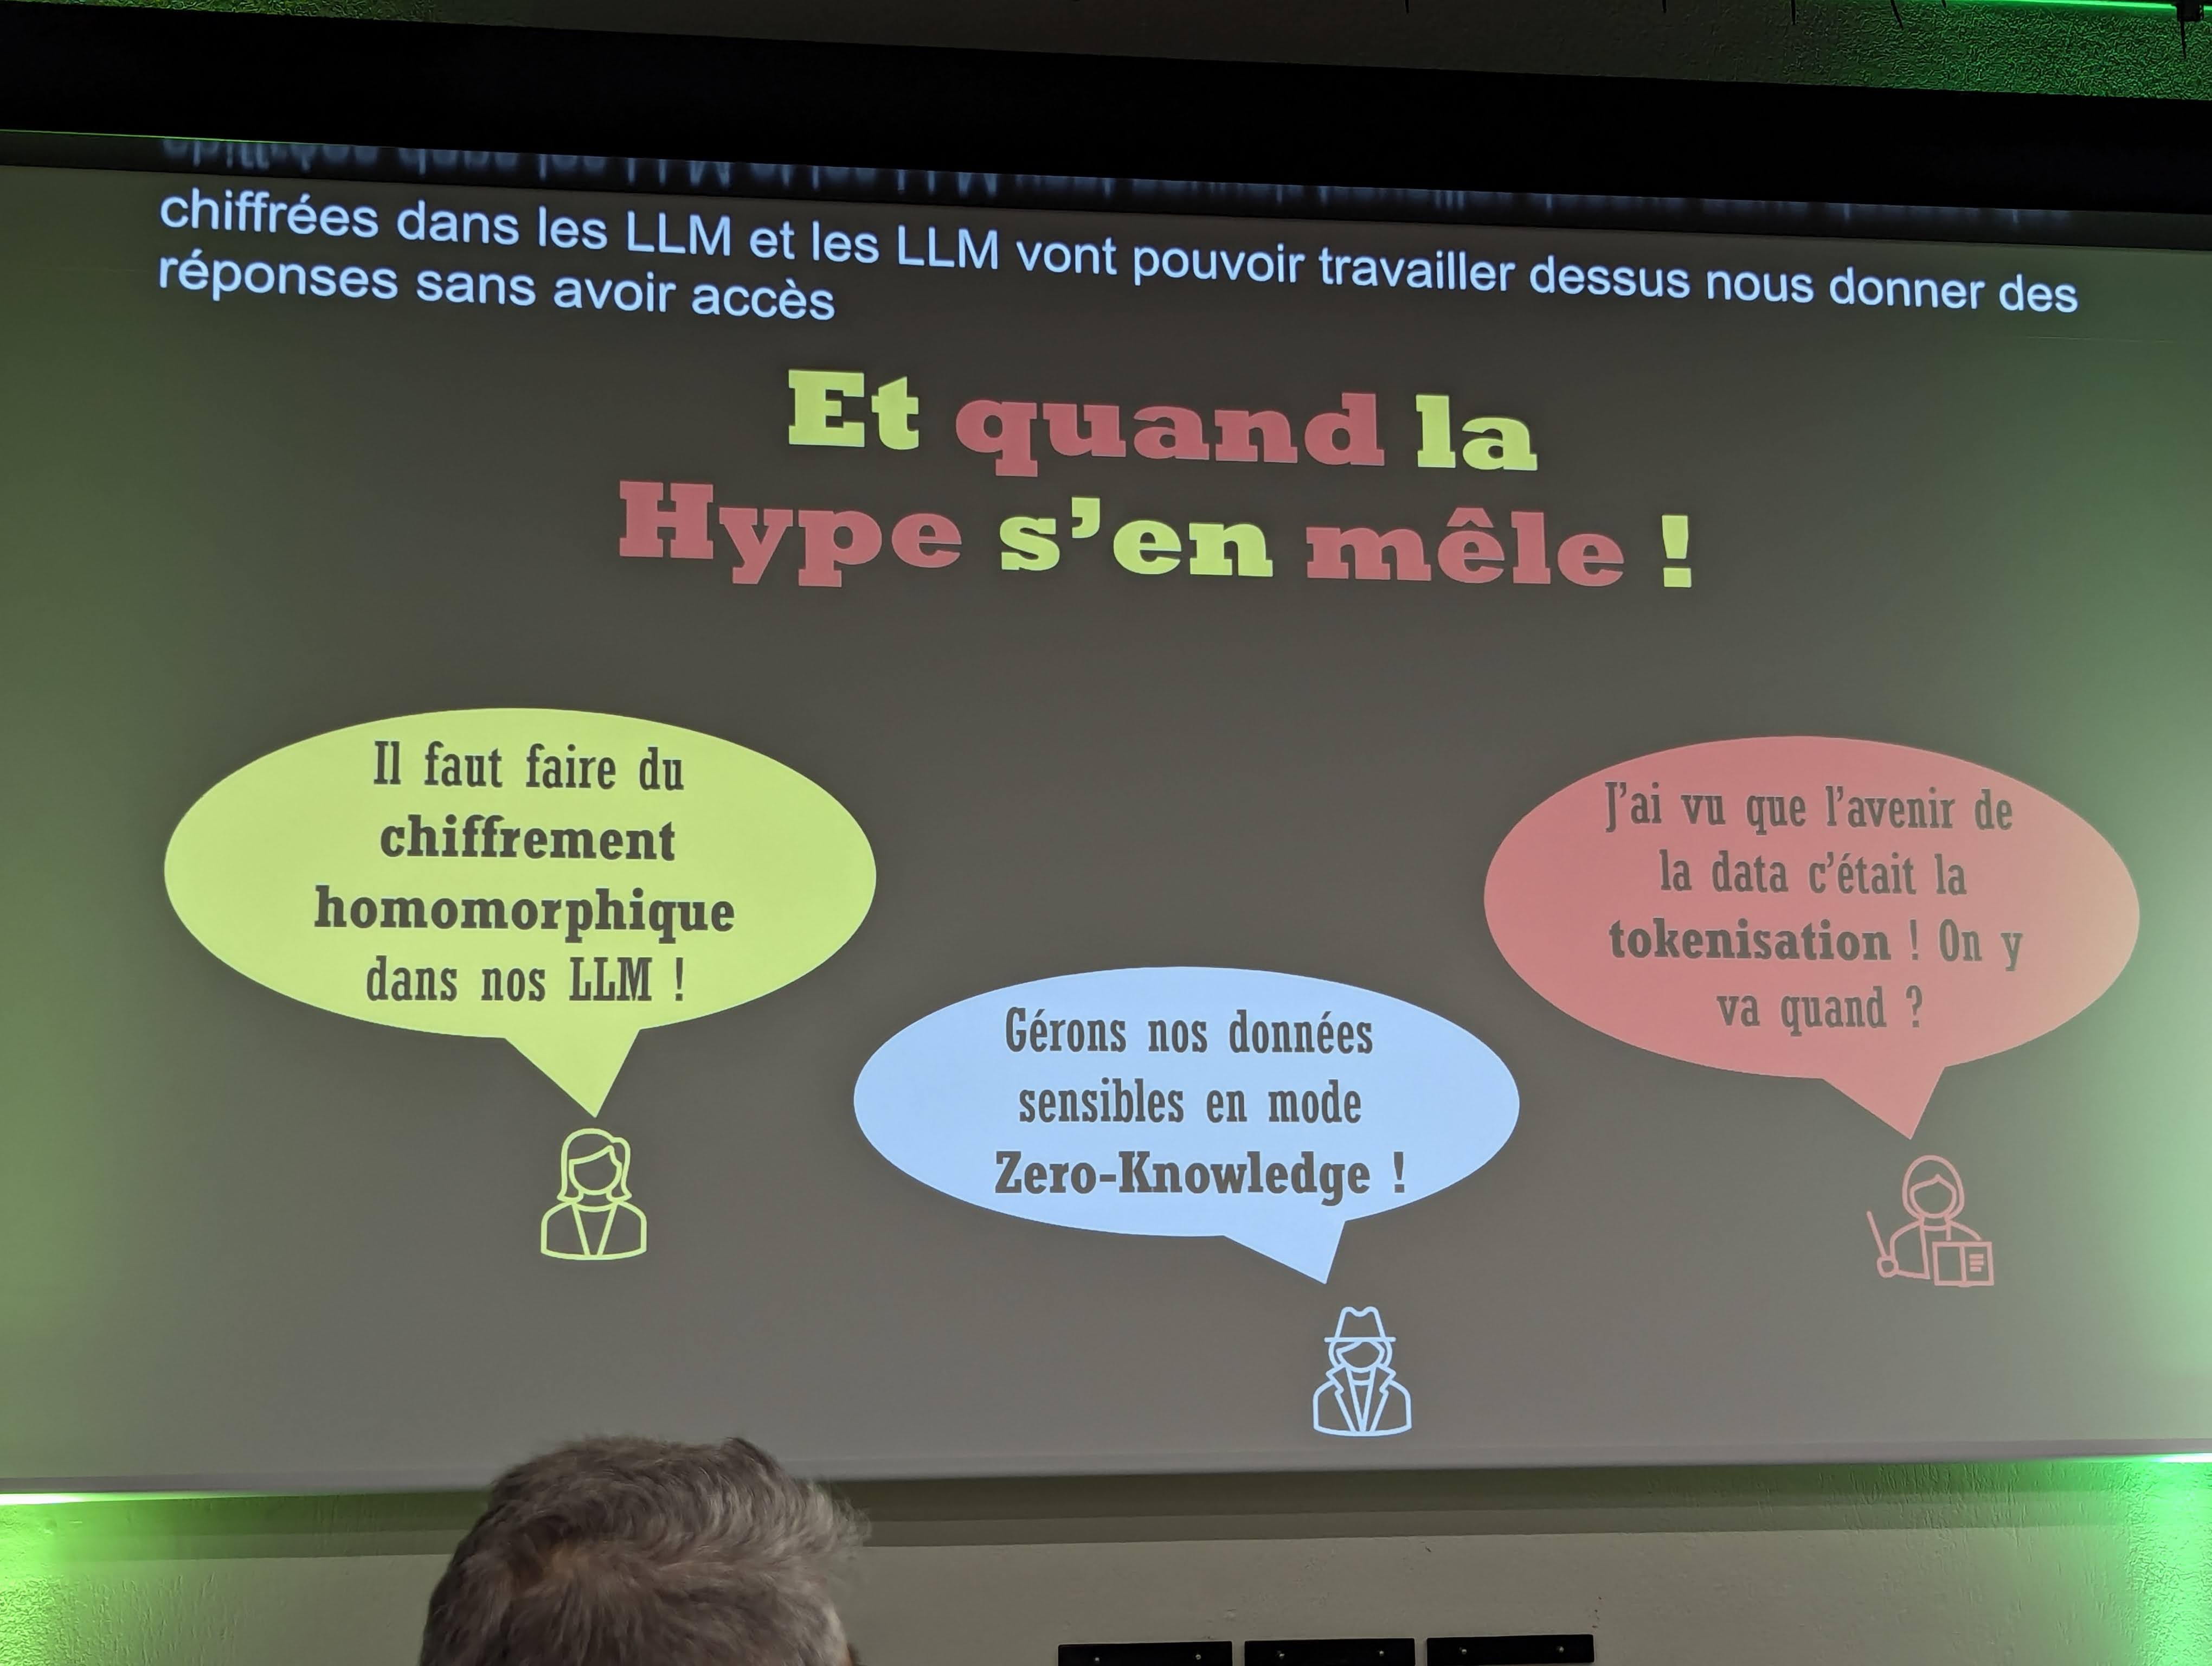 chiffrées dans les LLM et les LLM vont pouvoir travailler dessus nous donner des
réponses sans avoir accès
Et quand la
Hype s'en mêle !
Il faut faire du
chiffrement
homomorphique
dans nos LLM !
Gérons nos données
sensibles en mode
Zero-Knowledge !
J'ai vu que l'avenir de
la data c'était la
tokenisation ! On y
va quand ?